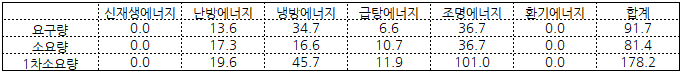 신재생에너지 난방에너지 냉방에너지 급탕에너지 조명에너지 환기에너지 합계
요구량 0.0 13.6 34.7 6.6 36.7 0.0 91.7
소요량 0.0 17.3 16.6 10.7 36.7 0.0 81.4
1차소요량 0.0 19.6 45.7 11.9 101.0 0.0 178.2